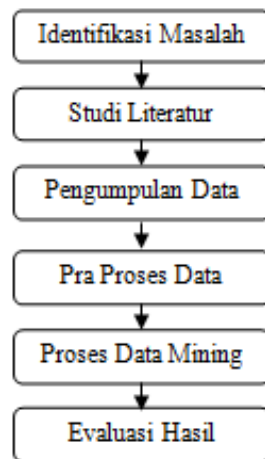 Identifikasi Masalah
Studi Literatur
Pengumpulan Data
Pra Proses Data
Proses Data Mining
Evaluasi Hasil